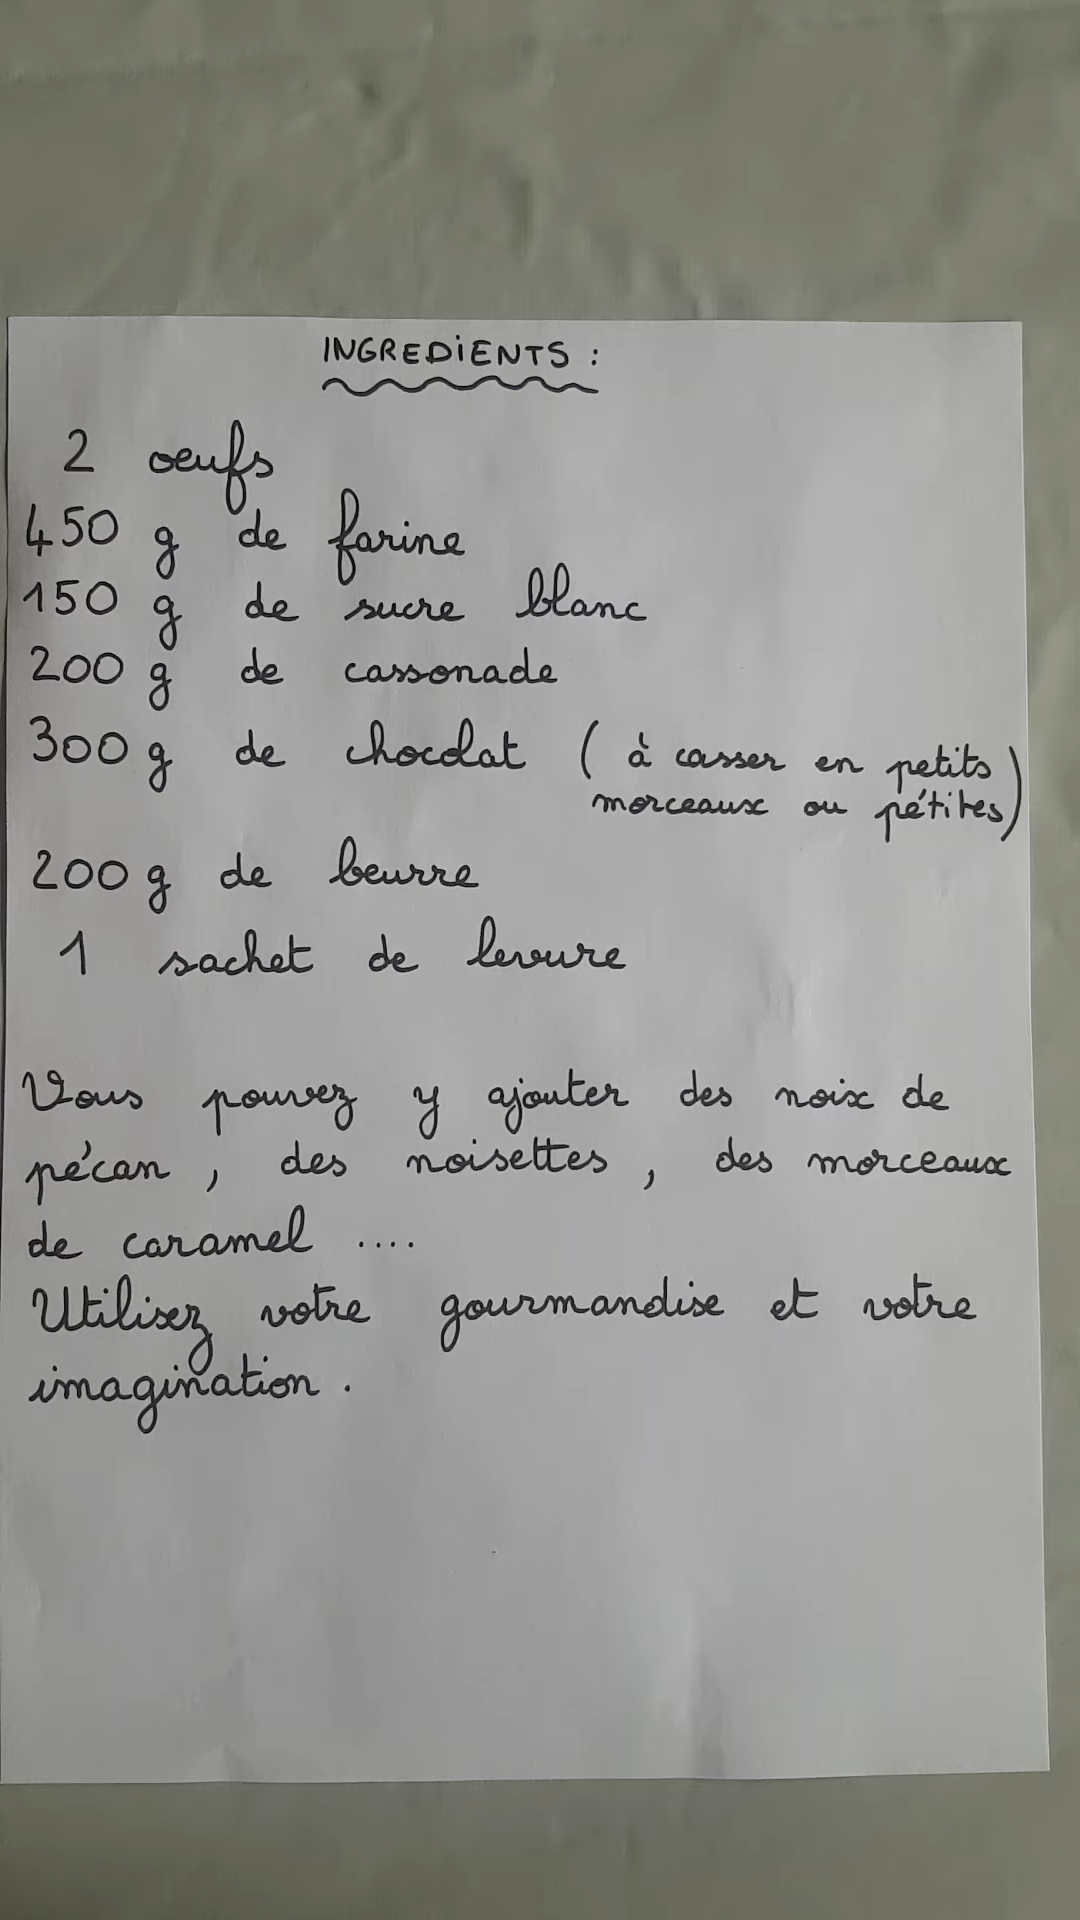 INGREDIENTS :
2 oeufs
450 g de farine
150 g de sucre blanc
200 g de cassonade
300 g de chocolat ( à casser en petits
morceaux ou pétites)
200 g de beurre
1 sachet de levure
Vous pouvez y ajouter des noix de
pécan , des noisettes , des morceaux
de caramel ....
Utilisez votre gourmandise et votre
imagination .